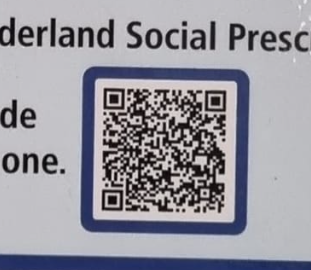 derland Social Presc
de
one.